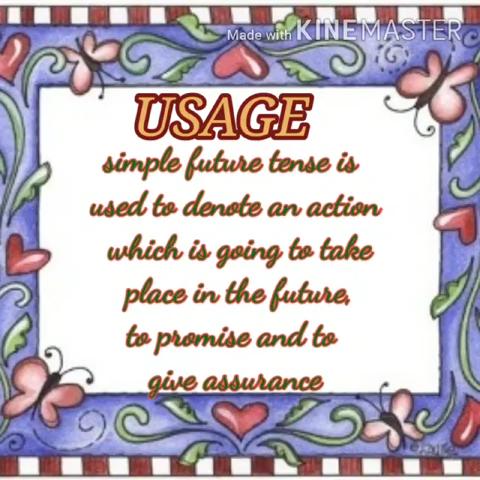 Made with KINEMASTER
USAGE
simple future tense is
used to denote an action
which is going to take
place in the future,
to promise and to
give assurance